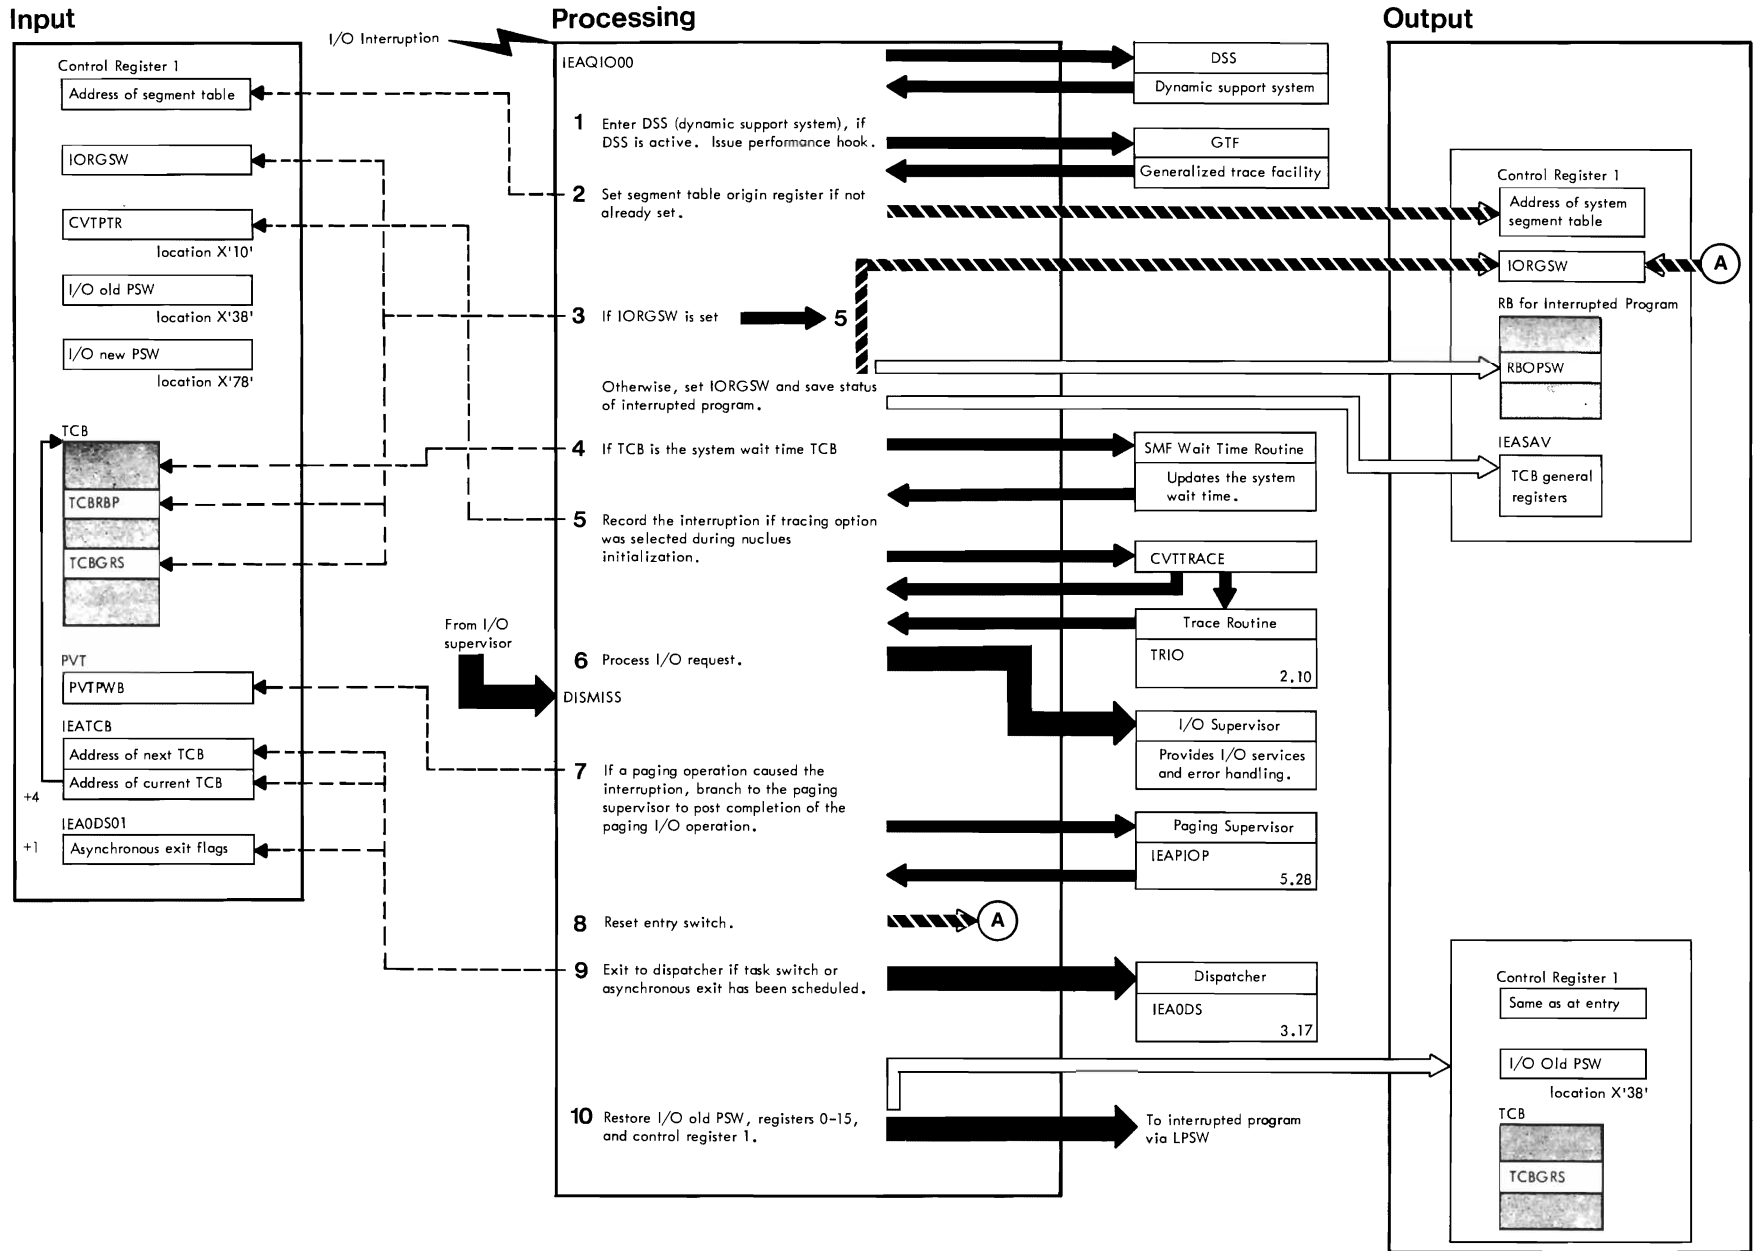 Input
Processing
Output
I/O Interruption
Control Register 1
Address of segment table
IORGSW
CVTPTR
location X'10'
I/O old PSW
location X'38'
I/O new PSW
location X'78'
TCB
TCBRBP
TCBGRS
PVT
PVTPWB
IEATCB
Address of next TCB
Address of current TCB
+4
IEA0DS01
+1
Asynchronous exit flags
IEAQIO00
1 Enter DSS (dynamic support system), if
DSS is active. Issue performance hook.
2 Set segment table origin register if not
already set.
3 If IORGSW is set
5
Otherwise, set IORGSW and save status
of interrupted program.
4 If TCB is the system wait time TCB
5 Record the interruption if tracing option
was selected during nuclues
initialization.
From I/O
supervisor
6 Process I/O request.
DISMISS
7 If a paging operation caused the
interruption, branch to the paging
supervisor to post completion of the
paging I/O operation.
8 Reset entry switch.
A
9 Exit to dispatcher if task switch or
asynchronous exit has been scheduled.
10 Restore I/O old PSW, registers 0-15,
and control register 1.
DSS
Dynamic support system
GTF
Generalized trace facility
SMF Wait Time Routine
Updates the system
wait time.
CVTTRACE
Trace Routine
TRIO
2.10
I/O Supervisor
Provides I/O services
and error handling.
Paging Supervisor
IEAPIOP
5.28
Dispatcher
IEA0DS
3.17
To interrupted program
via LPSW
Control Register 1
Address of system
segment table
IORGSW
A
RB for Interrupted Program
RBOPSW
IEASAV
TCB general
registers
Control Register 1
Same as at entry
I/O Old PSW
location X'38'
TCB
TCBGRS